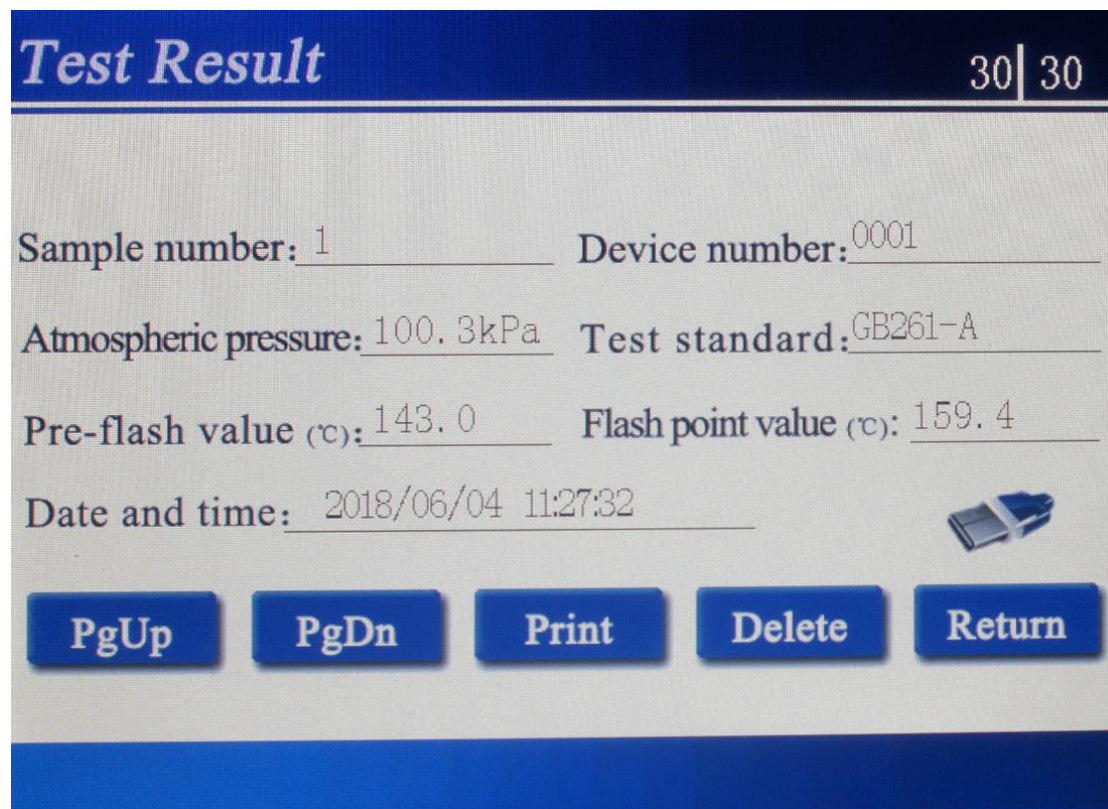 Test Result 30| 30
Sample number: 1 Device number: 0001
Atmospheric pressure: 100.3kPa Test standard: GB261-A
Pre-flash value (℃): 143.0 Flash point value (℃): 159.4
Date and time: 2018/06/04 11:27:32
PgUp PgDn Print Delete Return